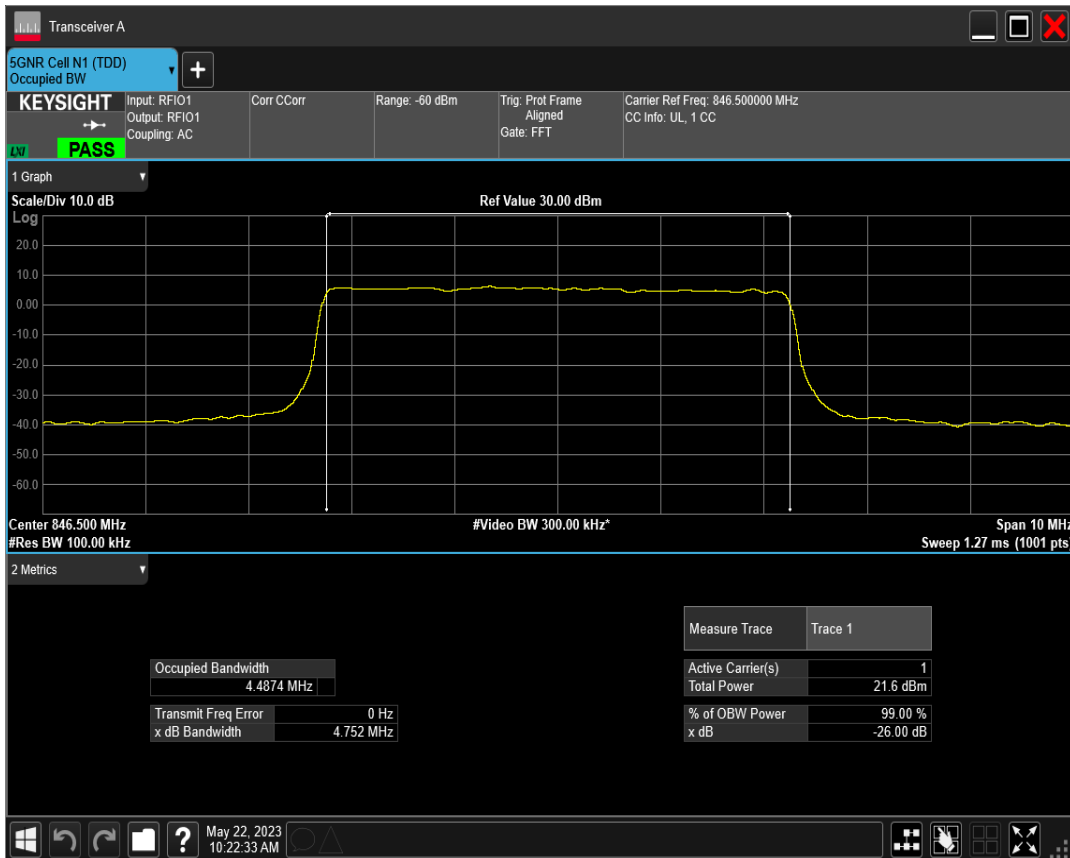 Transceiver A
5GNR Cell N1 (TDD)
Occupied BW
+
KEYSIGHT
LXI
PASS
Input: RFIO1
Output: RFIO1
Coupling: AC
Corr CCorr
Range: -60 dBm
Trig: Prot Frame
Aligned
Gate: FFT
Carrier Ref Freq: 846.500000 MHz
CC Info: UL, 1 CC
1 Graph
Scale/Div 10.0 dB
Ref Value 30.00 dBm
Log
20.0
10.0
0.00
-10.0
-20.0
-30.0
-40.0
-50.0
-60.0
Center 846.500 MHz
#Video BW 300.00 kHz*
Span 10 MHz
#Res BW 100.00 kHz
Sweep 1.27 ms (1001 pts)
2 Metrics
Measure Trace Trace 1
Occupied Bandwidth
4.4874 MHz
Active Carrier(s) 1
Total Power 21.6 dBm
Transmit Freq Error 0 Hz
x dB Bandwidth 4.752 MHz
% of OBW Power 99.00 %
x dB -26.00 dB
?
May 22, 2023
10:22:33 AM